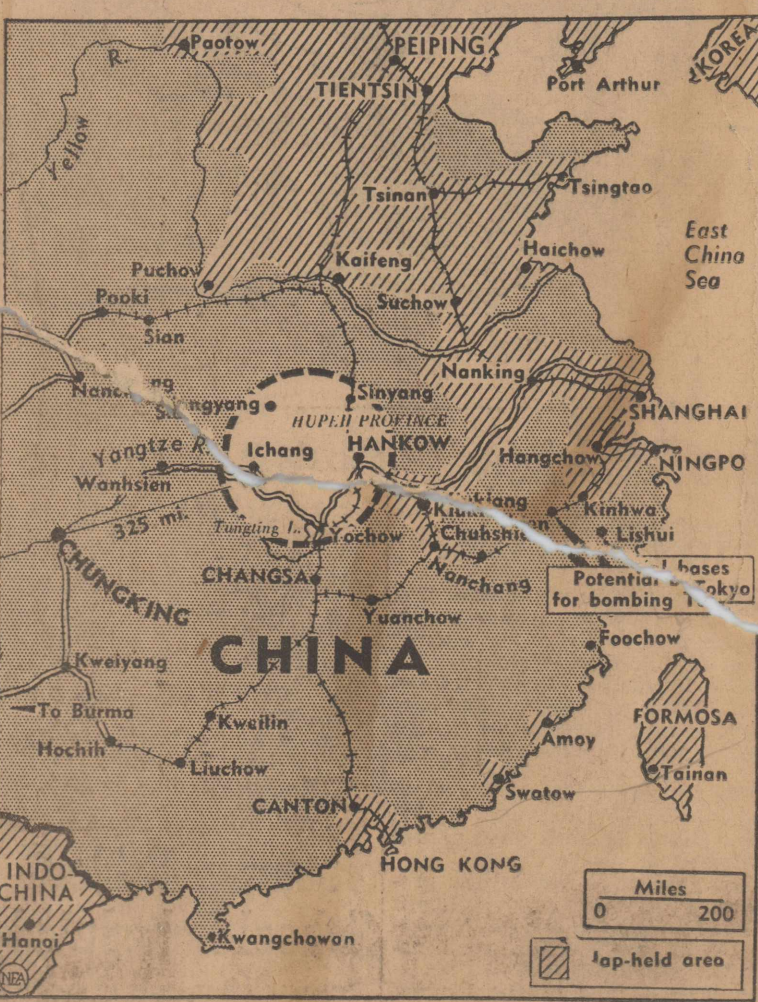 Paotow
R.
Yellow
PEIPING
TIENTSIN
Port Arthur
KOREA
Tsinan
Tsingtao
East
China
Sea
Haichow
Kaifeng
Puchow
Suchow
Pooki
Sian
Nanking
Sinyang
SHANGHAI
HUPEH PROVINCE
HANKOW
Ichang
Yangtze R.
Wanhsien
Hangchow
NINGPO
325 mi.
Tungting L.
Yochow
Kinhwa
Lishui
CHUNGKING
CHANGSA
Nanchang
Yuanchow
Potential
bases
for bombing
Tokyo
Foochow
CHINA
Kweiyang
To Burma
Kweilin
FORMOSA
Hochih
Liuchow
Amoy
Tainan
Swatow
CANTON
HONG KONG
INDO
CHINA
Hanoi
Kwangchowan
Miles
0 200
Jap-held area
NEA